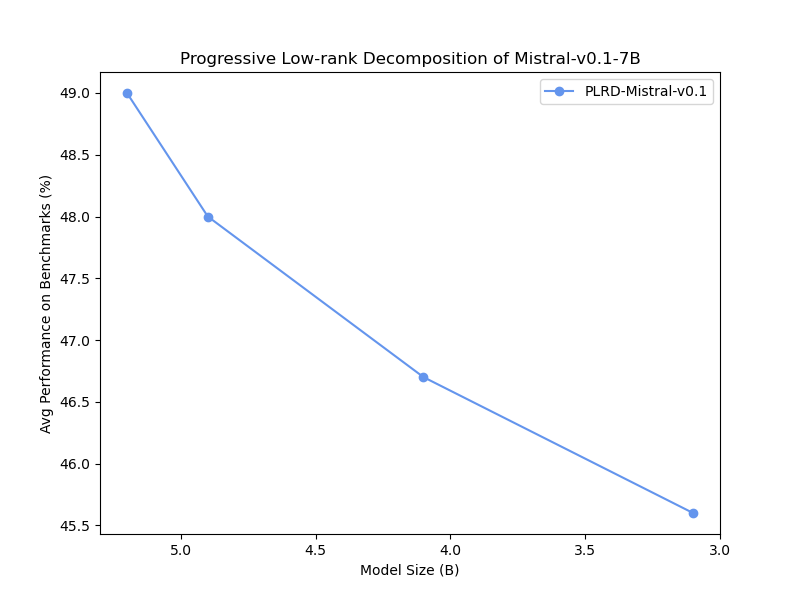 Progressive Low-rank Decomposition of Mistral-v0.1-7B
PLRD-Mistral-v0.1
Avg Performance on Benchmarks (%)
49.0
48.5
48.0
47.5
47.0
46.5
46.0
45.5
5.0 4.5 4.0 3.5 3.0
Model Size (B)